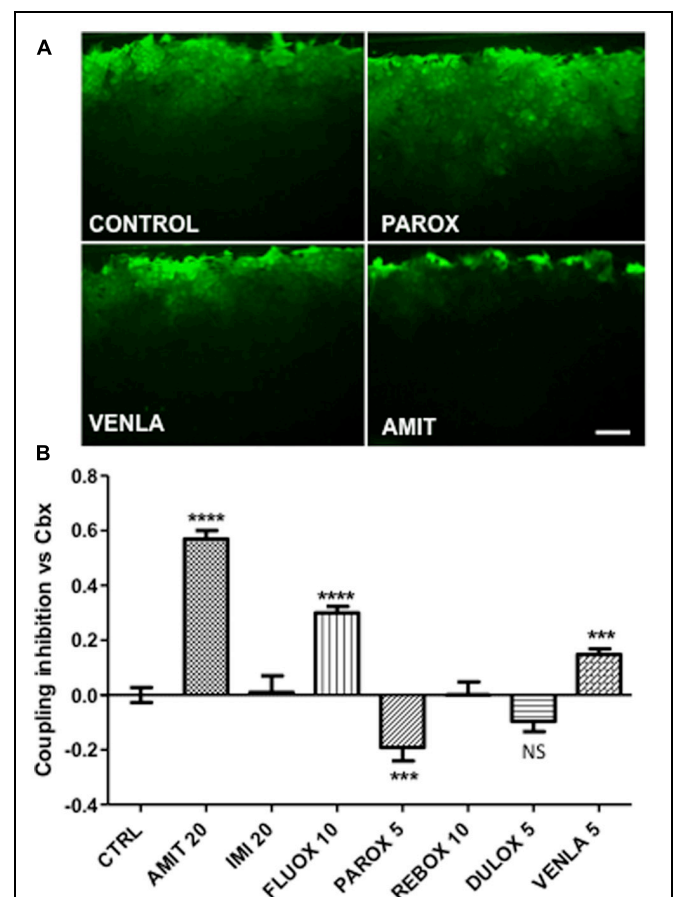 A
CONTROL
PAROX
VENLA
AMIT
B
Coupling inhibition vs Cbx
0.8
0.6
0.4
0.2
0.0
-0.2
-0.4
****
****
***
NS
***
CTRL
AMIT 20
IMI 20
FLUOX 10
PAROX 5
REBOX 10
DULOX 5
VENLA 5